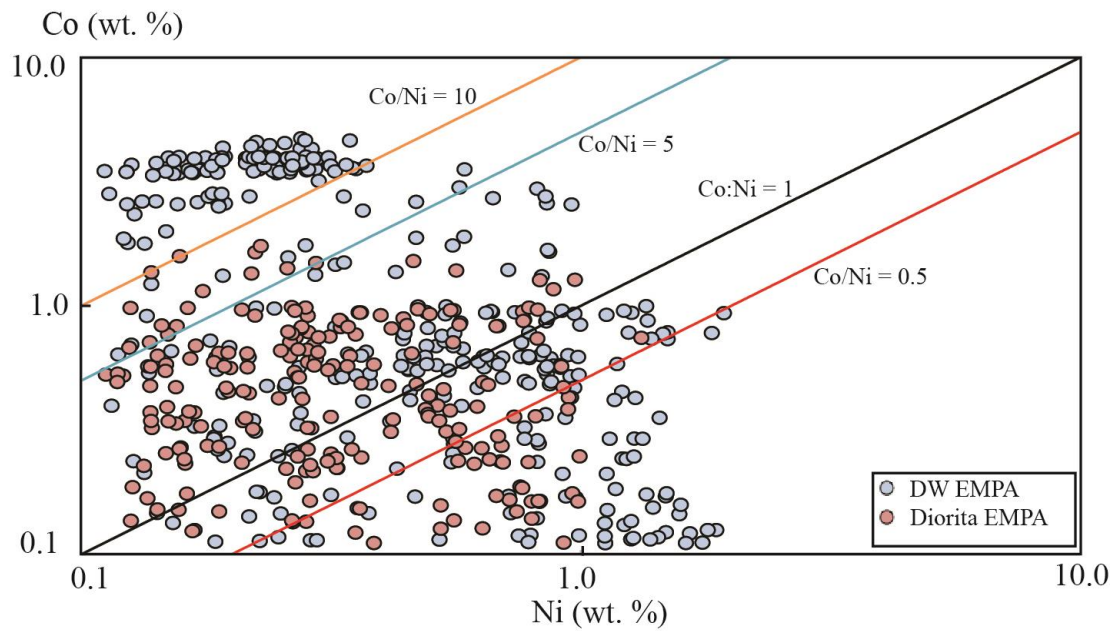 Co (wt. %)
10.0
Co/Ni = 10
Co/Ni = 5
Co:Ni = 1
Co/Ni = 0.5
1.0
DW EMPA
Diorita EMPA
0.1
0.1
1.0
10.0
Ni (wt. %)